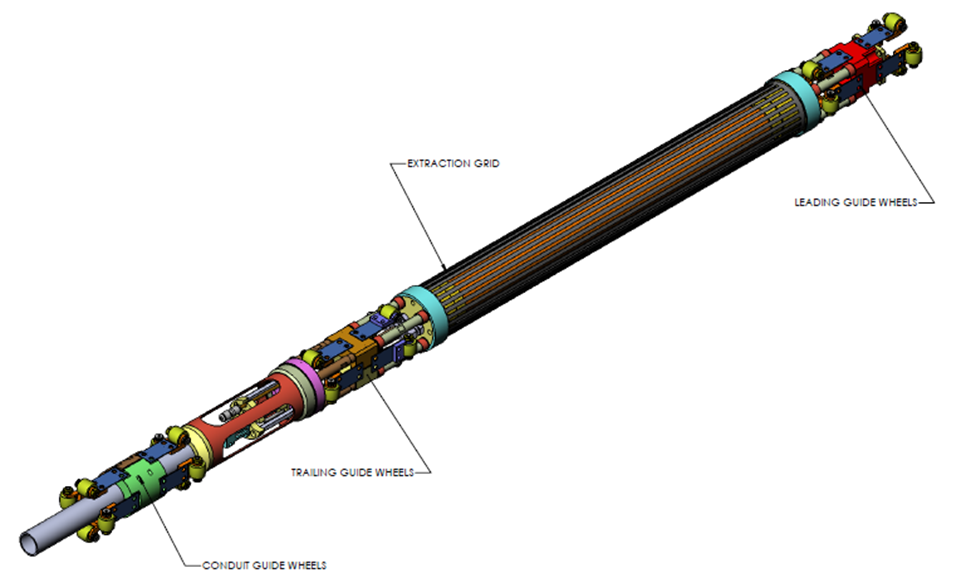 EXTRACTION GRID
LEADING GUIDE WHEELS
TRAILING GUIDE WHEELS
CONDUIT GUIDE WHEELS